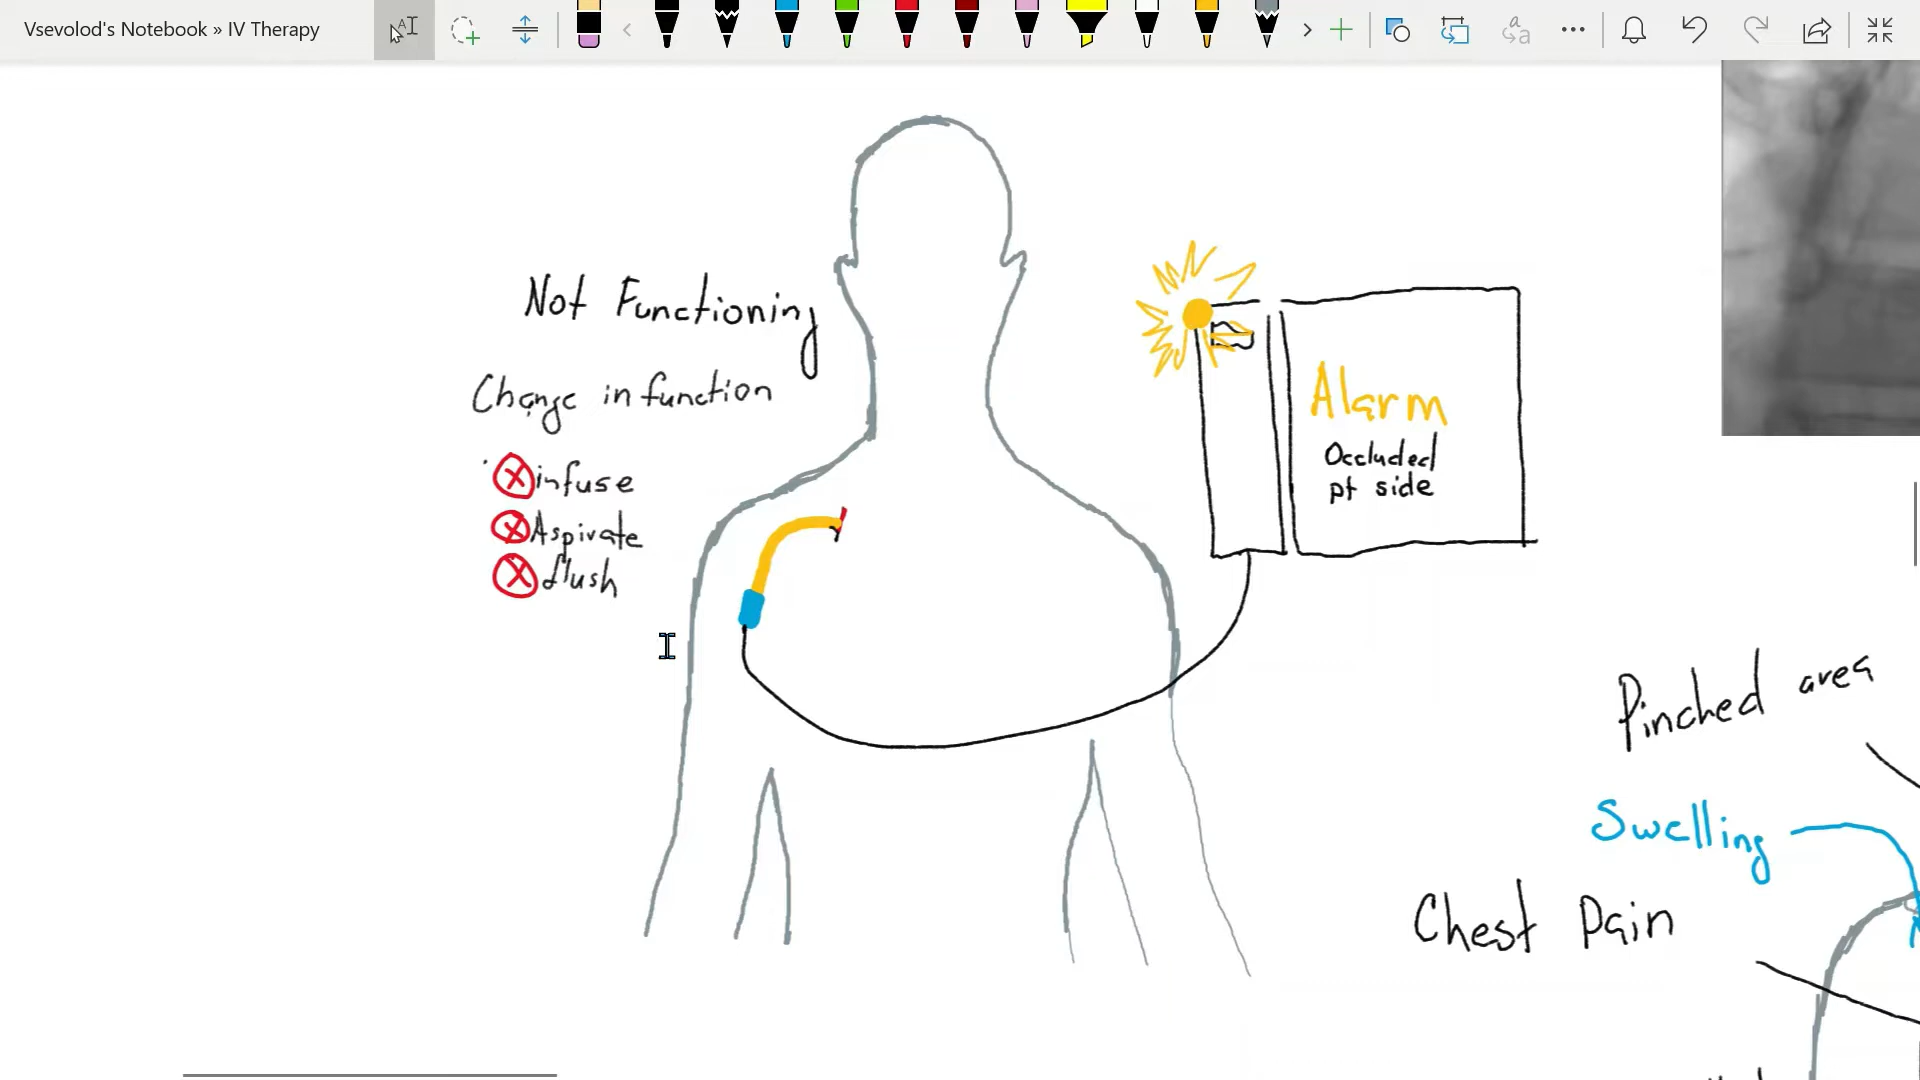 Vsevolod's Notebook » IV Therapy
Not Functioning
Change in function
infuse
Aspirate
flush
Alarm
Occluded
pt side
Pinched area
Swelling
Chest Pain